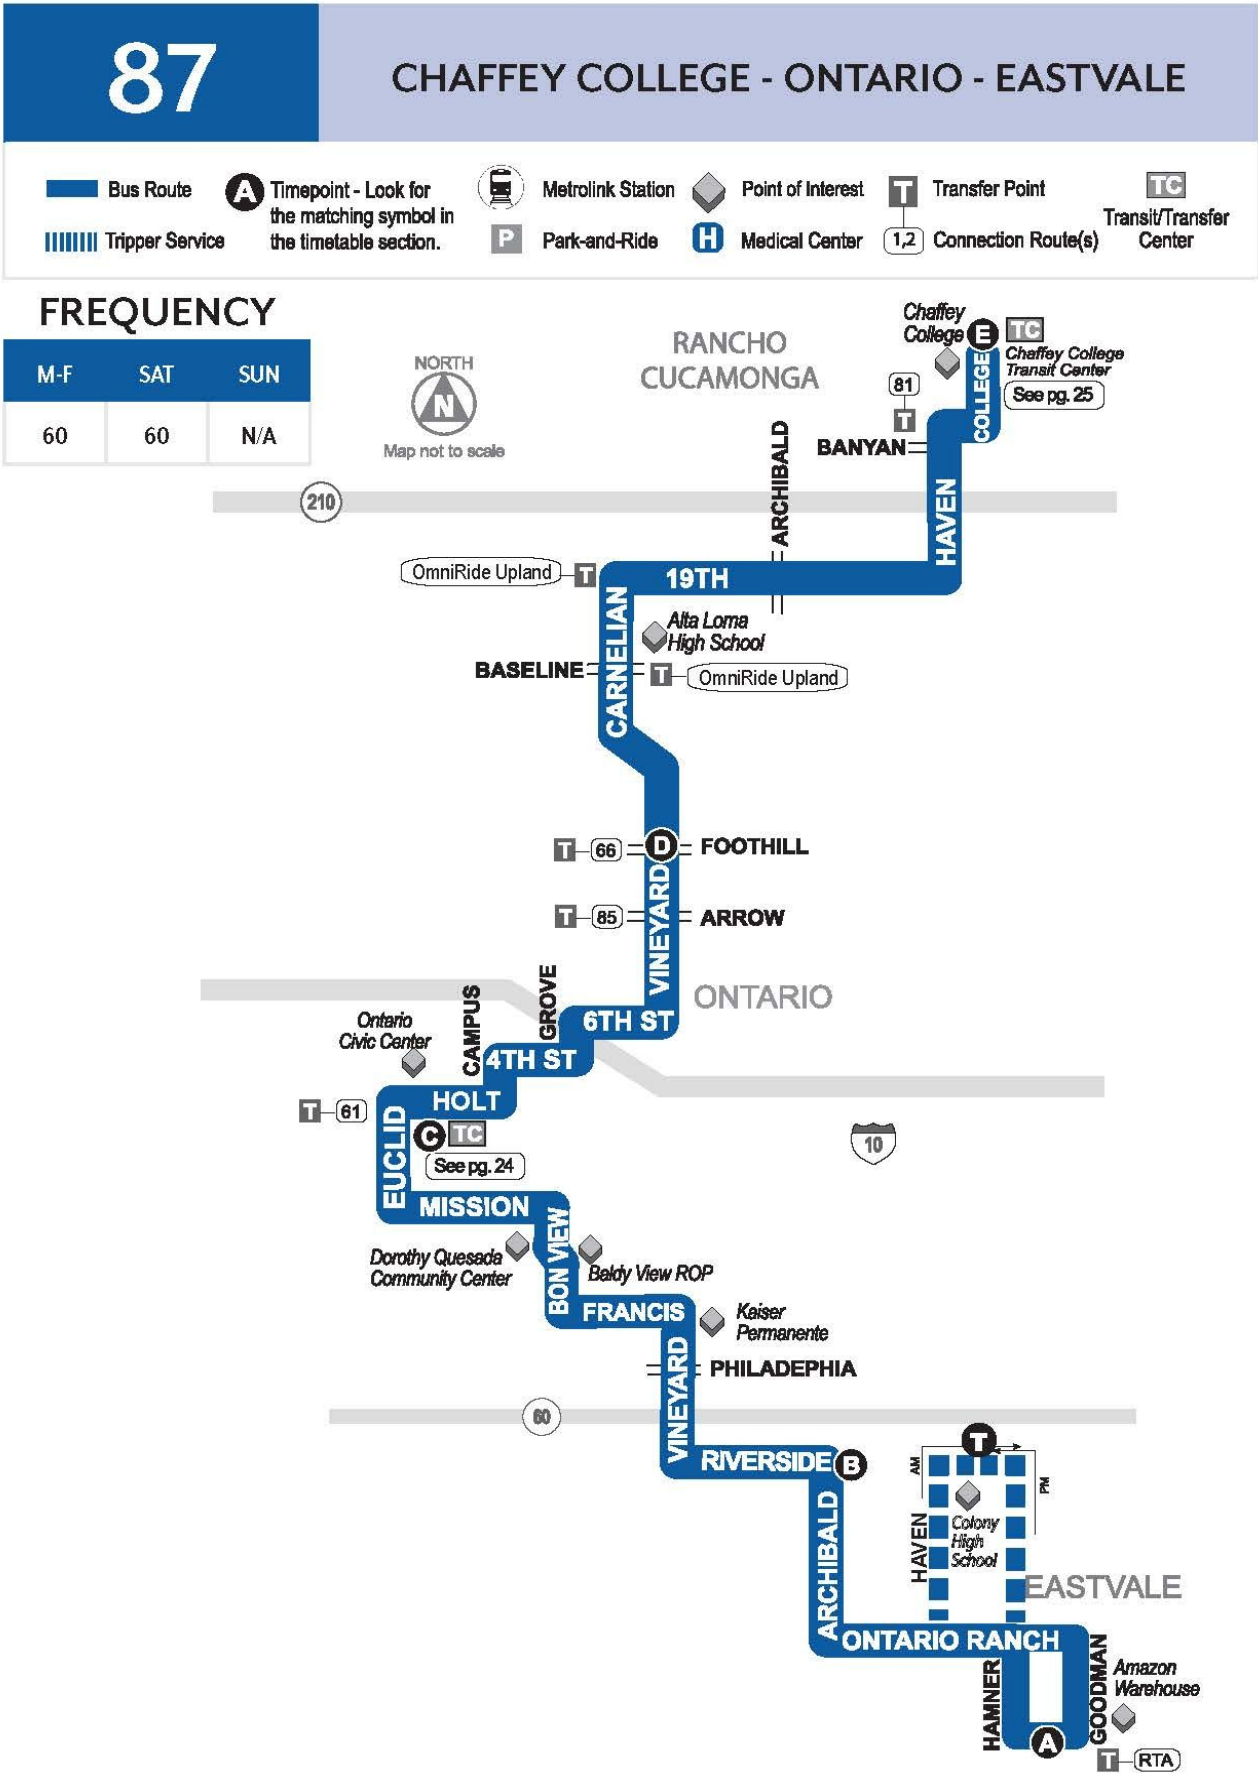 87
CHAFFEY COLLEGE - ONTARIO - EASTVALE
Bus Route
Tripper Service
A
Timepoint - Look for
the matching symbol in
the timetable section.
Metrolink Station
P
Park-and-Ride
Point of Interest
H
Medical Center
T
Transfer Point
1,2
Connection Route(s)
TC
Transit/Transfer
Center
FREQUENCY
M-F SAT SUN
60 60 N/A
NORTH
N
Map not to scale
RANCHO
CUCAMONGA
Chaffey
College
E
TC
Chaffey College
Transit Center
See pg. 25
COLLEGE
81
T
BANYAN
ARCHIBALD
HAVEN
210
OmniRide Upland
T
19TH
CARNELIAN
Alta Loma
High School
BASELINE
T
OmniRide Upland
T
66
D
FOOTHILL
T
85
ARROW
VINEYARD
ONTARIO
GROVE
6TH ST
CAMPUS
4TH ST
Ontario
Civic Center
HOLT
T
61
EUCLID
C
TC
See pg. 24
10
MISSION
BON VIEW
Dorothy Quesada
Community Center
Baldy View ROP
FRANCIS
Kaiser
Permanente
VINEYARD
PHILADEPHIA
60
RIVERSIDE
B
T
AM
PM
HAVEN
Colony
High
School
ARCHIBALD
EASTVALE
ONTARIO RANCH
HAMNER
GOODMAN
Amazon
Warehouse
A
T
RTA